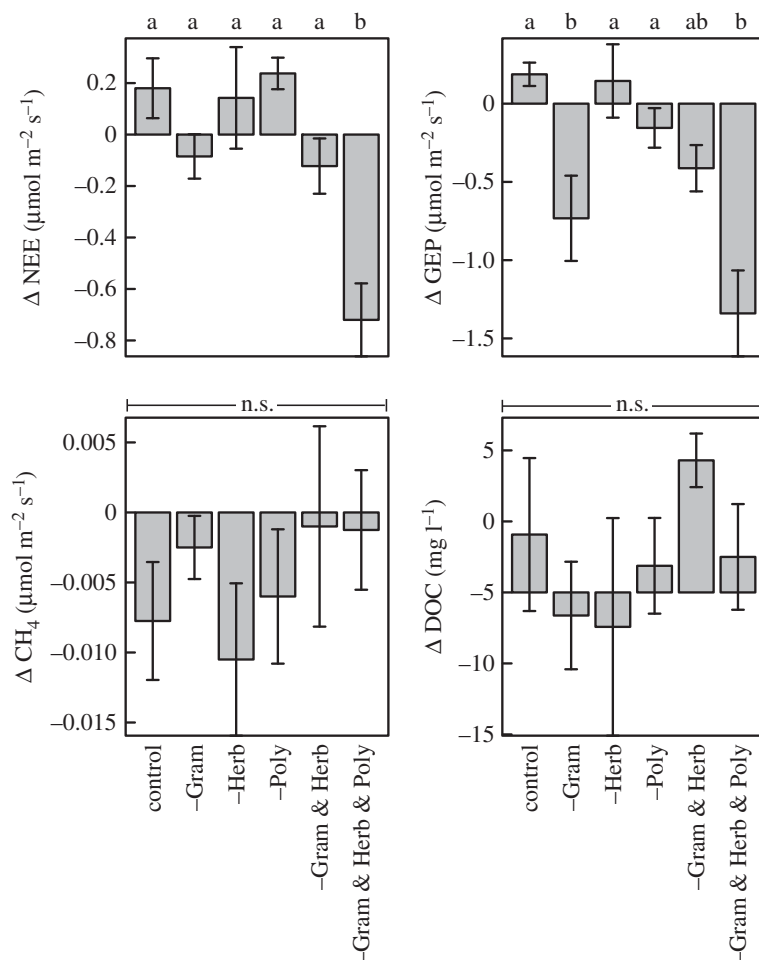 a a a a a b
0.2
0
−0.2
−0.4
−0.6
−0.8
Δ NEE (μmol m−2 s−1)
a b a a ab b
0
−0.5
−1.0
−1.5
Δ GEP (μmol m−2 s−1)
n.s.
0.005
0
−0.005
−0.010
−0.015
Δ CH4 (μmol m−2 s−1)
control
−Gram
−Herb
−Poly
−Gram & Herb
−Gram & Herb & Poly
n.s.
5
0
−5
−10
−15
Δ DOC (mg l−1)
control
−Gram
−Herb
−Poly
−Gram & Herb
−Gram & Herb & Poly